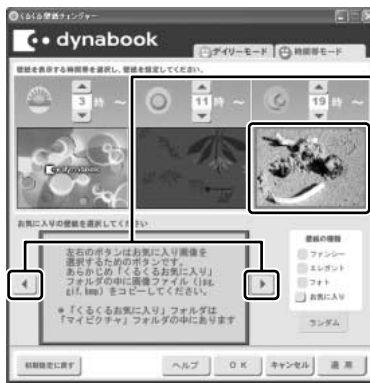 くるくる壁紙チェンジャー
dynabook
デイリーモード
時間帯モード
壁紙を表示する時間帯を選択し、壁紙を指定してください。
3 時 ～
11 時 ～
19 時 ～
dynabook
お気に入りの壁紙を選択してください
左右のボタンはお気に入り画像を
選択するためのボタンです。
あらかじめ「くるくるお気に入り」
フォルダの中に画像ファイル(jpg,
gif,bmp)をコピーしてください。
※「くるくるお気に入り」フォルダは
「マイピクチャ」フォルダの中にあります
壁紙の種類
ファンシー
エレガント
フォト
お気に入り
ランダム
初期設定に戻す
ヘルプ
OK
キャンセル
適用